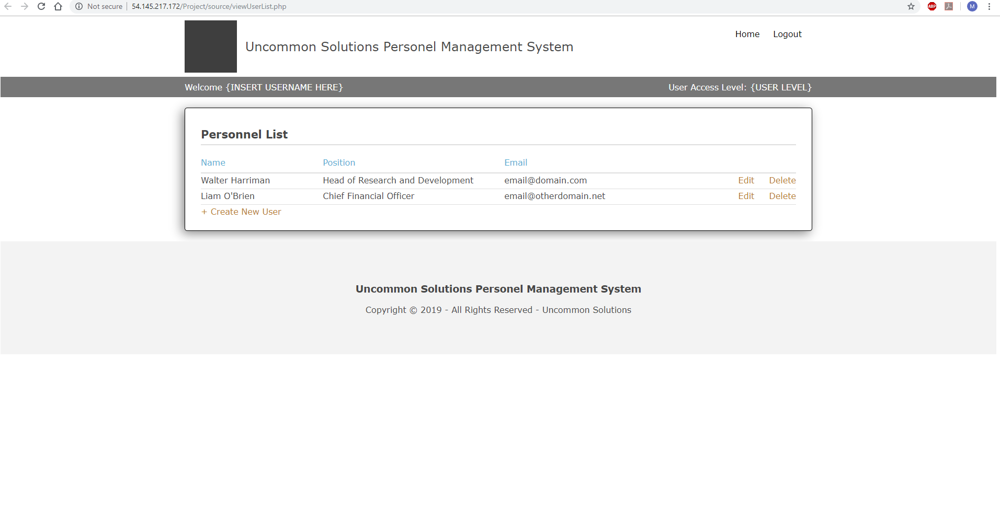 Not secure | 54.145.217.172/Project/source/viewUserList.php
ABP
M
Home Logout
Uncommon Solutions Personel Management System
Welcome {INSERT USERNAME HERE} User Access Level: {USER LEVEL}
Personnel List
Name Position Email
Walter Harriman Head of Research and Development email@domain.com Edit Delete
Liam O'Brien Chief Financial Officer email@otherdomain.net Edit Delete
+ Create New User
Uncommon Solutions Personel Management System
Copyright © 2019 - All Rights Reserved - Uncommon Solutions